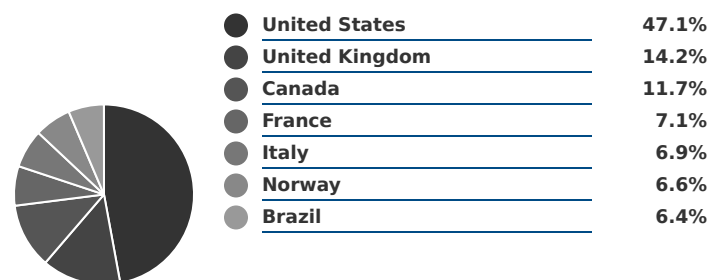 United States 47.1%
United Kingdom 14.2%
Canada 11.7%
France 7.1%
Italy 6.9%
Norway 6.6%
Brazil 6.4%